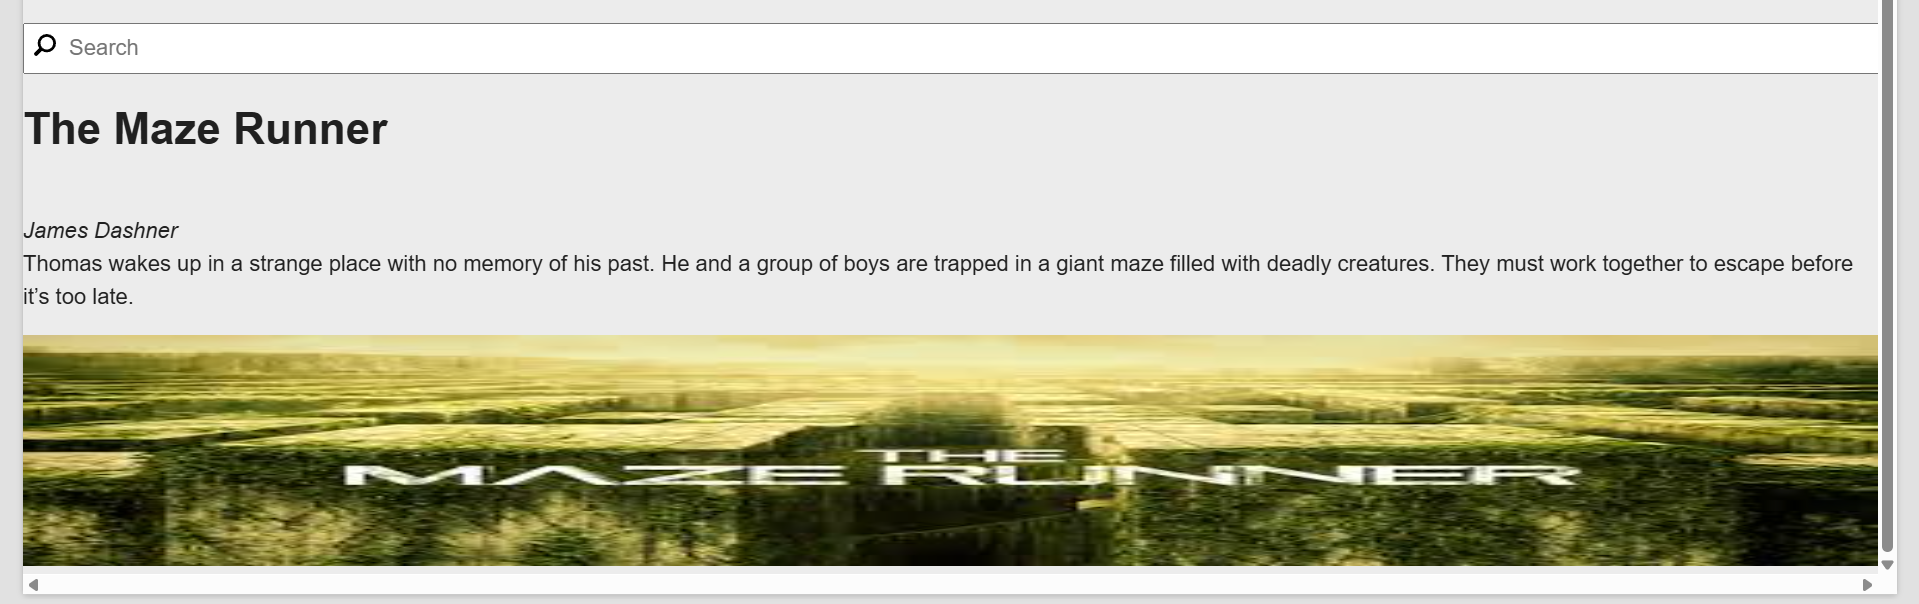 Search
The Maze Runner
James Dashner
Thomas wakes up in a strange place with no memory of his past. He and a group of boys are trapped in a giant maze filled with deadly creatures. They must work together to escape before
it’s too late.
THE
MAZE RUNNER